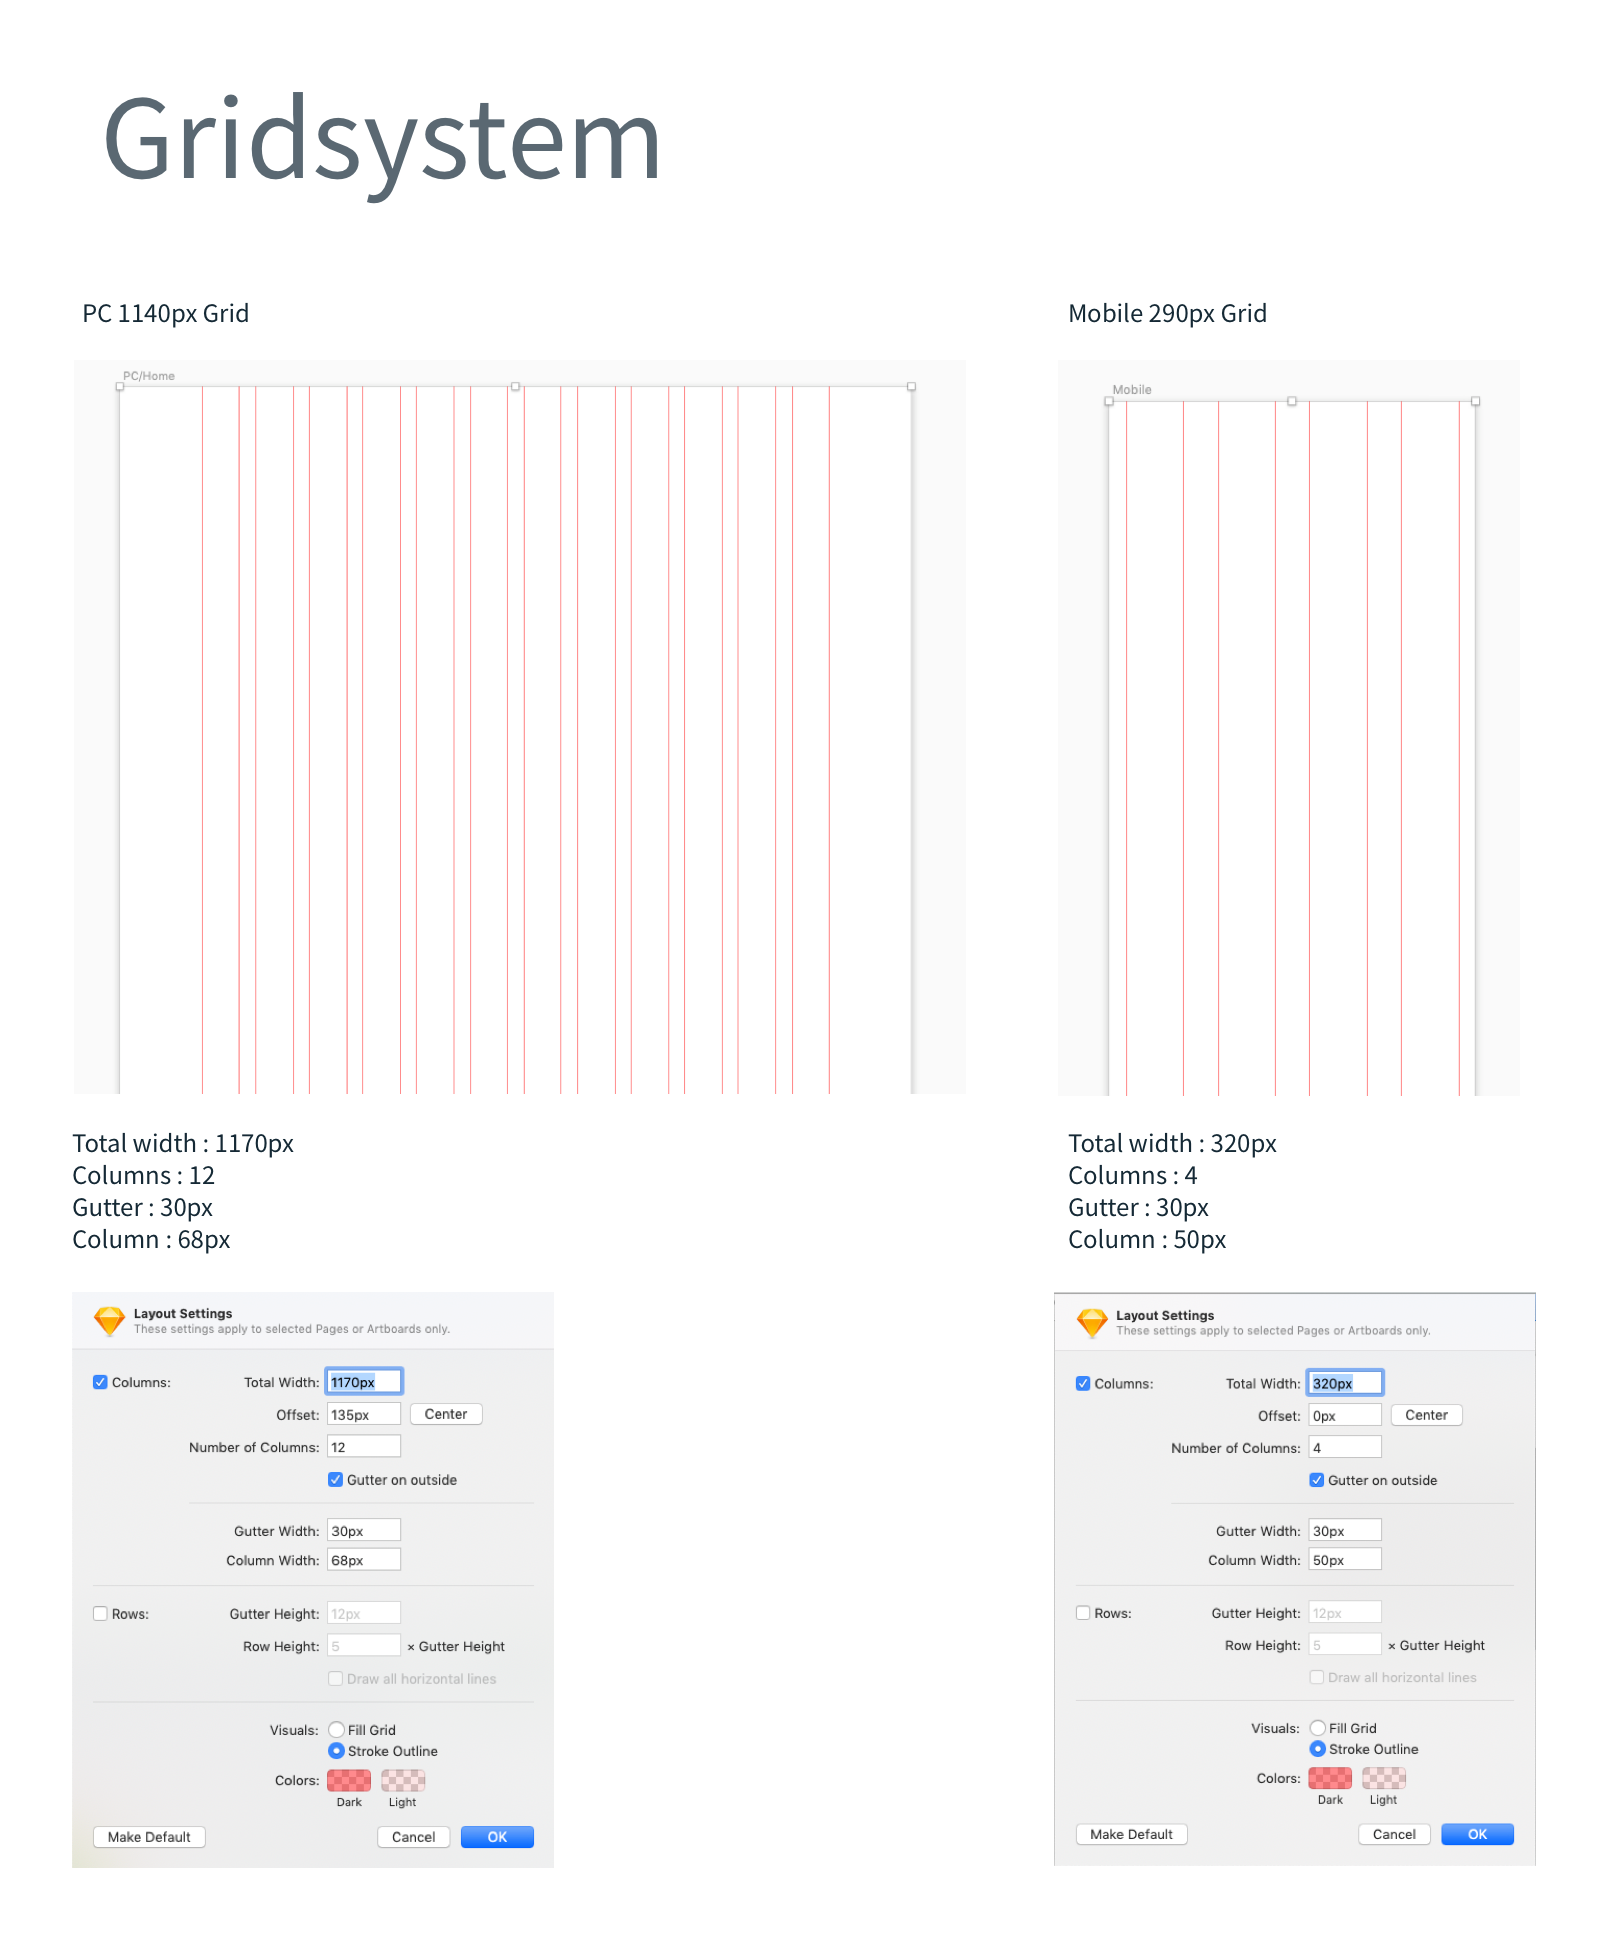 Gridsystem
PC 1140px Grid
PC/Home
Total width : 1170px
Columns : 12
Gutter : 30px
Column : 68px
Layout Settings
These settings apply to selected Pages or Artboards only.
Columns: Total Width: 1170px
Offset: 135px Center
Number of Columns: 12
Gutter on outside
Gutter Width: 30px
Column Width: 68px
Rows: Gutter Height: 12px
Row Height: 5 × Gutter Height
Draw all horizontal lines
Visuals: Fill Grid
Stroke Outline
Colors:
Dark Light
Make Default Cancel OK
Mobile 290px Grid
Mobile
Total width : 320px
Columns : 4
Gutter : 30px
Column : 50px
Layout Settings
These settings apply to selected Pages or Artboards only.
Columns: Total Width: 320px
Offset: 0px Center
Number of Columns: 4
Gutter on outside
Gutter Width: 30px
Column Width: 50px
Rows: Gutter Height: 12px
Row Height: 5 × Gutter Height
Draw all horizontal lines
Visuals: Fill Grid
Stroke Outline
Colors:
Dark Light
Make Default Cancel OK